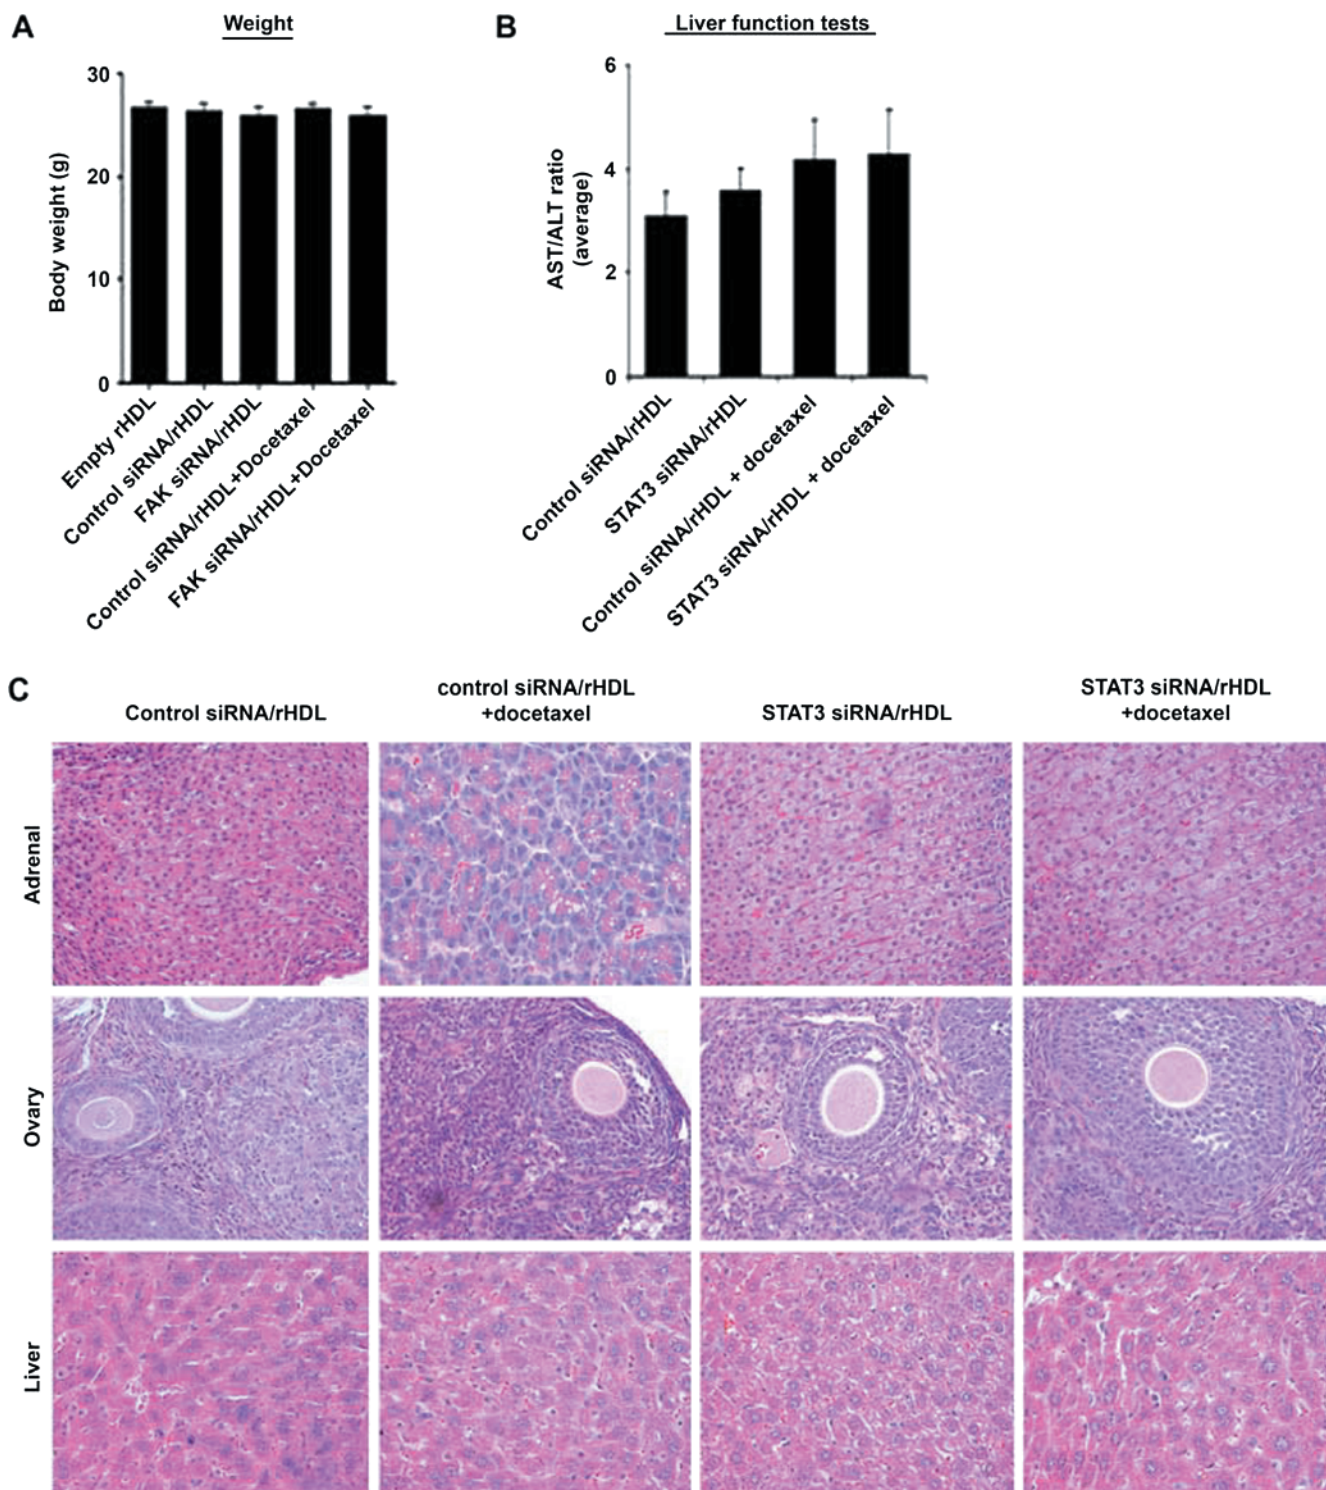 A
Weight
30
20
10
0
Body weight (g)
Empty rHDL
Control siRNA/rHDL
FAK siRNA/rHDL
Control siRNA/rHDL+Docetaxel
FAK siRNA/rHDL+Docetaxel
B
Liver function tests
6
4
2
0
AST/ALT ratio
(average)
Control siRNA/rHDL
STAT3 siRNA/rHDL
Control siRNA/rHDL + docetaxel
STAT3 siRNA/rHDL + docetaxel
C
Control siRNA/rHDL
control siRNA/rHDL
+docetaxel
STAT3 siRNA/rHDL
STAT3 siRNA/rHDL
+docetaxel
Adrenal
Ovary
Liver